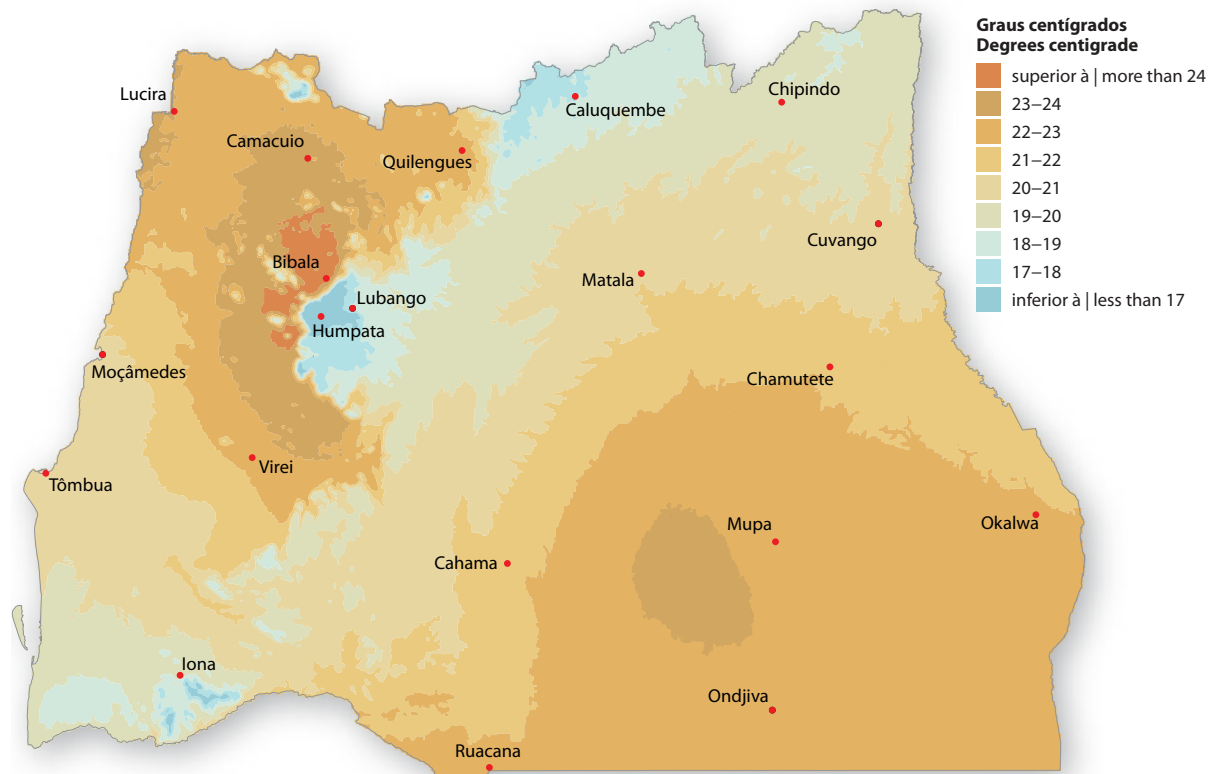 Graus centígrados
Degrees centigrade
superior à | more than 24
23–24
22–23
21–22
20–21
19–20
18–19
17–18
inferior à | less than 17
Lucira
Caluquembe
Chipindo
Camacuio
Quilengues
Cuvango
Bibala
Matala
Lubango
Humpata
Moçâmedes
Chamutete
Virei
Tômbua
Mupa
Okalwa
Cahama
Iona
Ondjiva
Ruacana